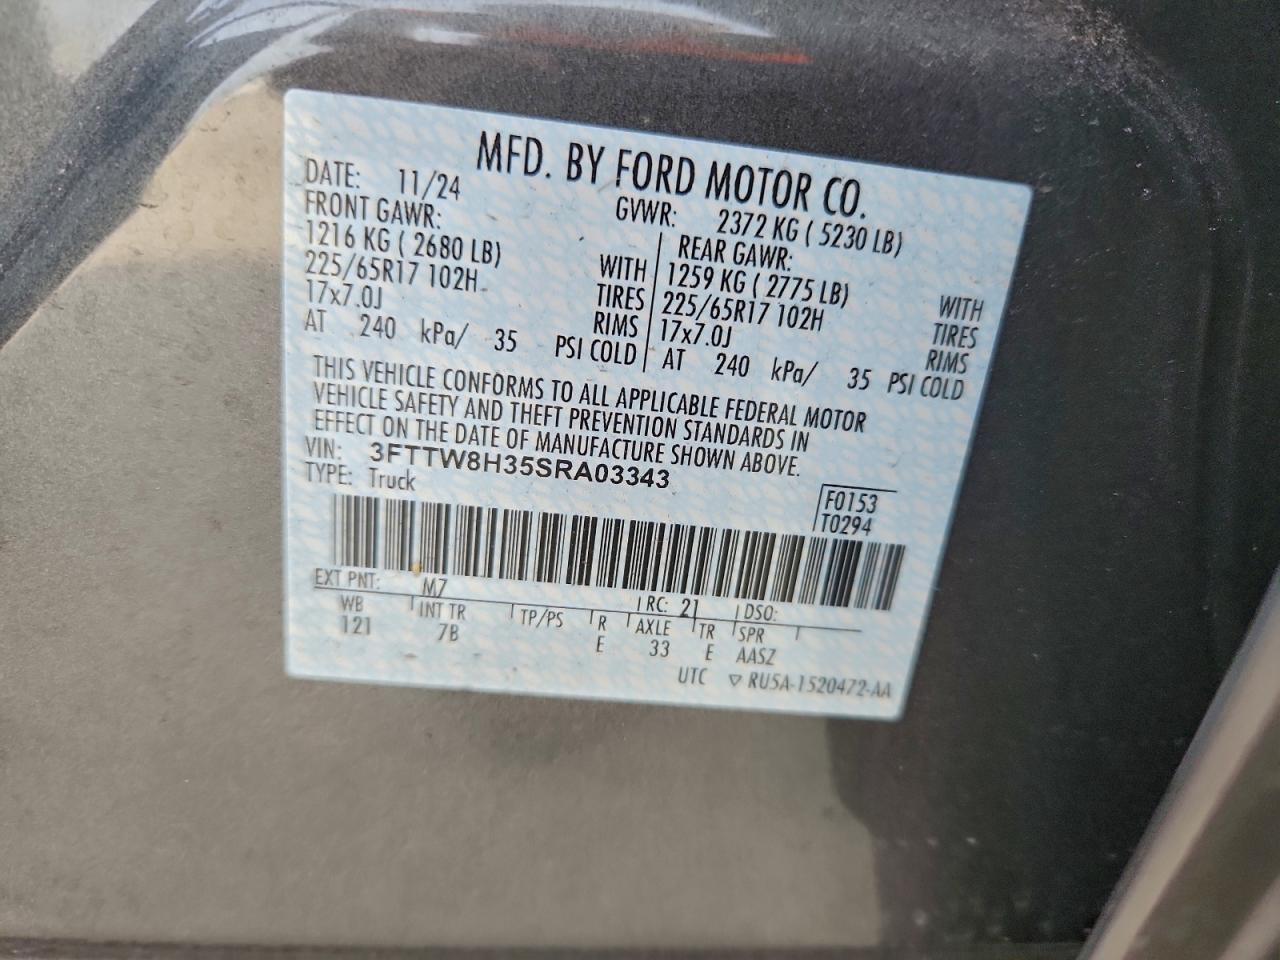 MFD. BY FORD MOTOR CO.
DATE: 11/24 GVWR: 2372 KG ( 5230 LB)
FRONT GAWR: REAR GAWR:
1216 KG ( 2680 LB) WITH 1259 KG ( 2775 LB) WITH
225/65R17 102H TIRES 225/65R17 102H TIRES
17x7.0J RIMS 17x7.0J RIMS
AT 240 kPa/ 35 PSI COLD AT 240 kPa/ 35 PSI COLD
THIS VEHICLE CONFORMS TO ALL APPLICABLE FEDERAL MOTOR
VEHICLE SAFETY AND THEFT PREVENTION STANDARDS IN
EFFECT ON THE DATE OF MANUFACTURE SHOWN ABOVE.
VIN: 3FTTW8H35SRA03343
TYPE: Truck
F0153
T0294
EXT PNT: M7 RC: 21 DSO:
WB INT TR TP/PS R AXLE TR SPR
121 7B E 33 E AASZ
UTC ▽ RU5A-1520472-AA